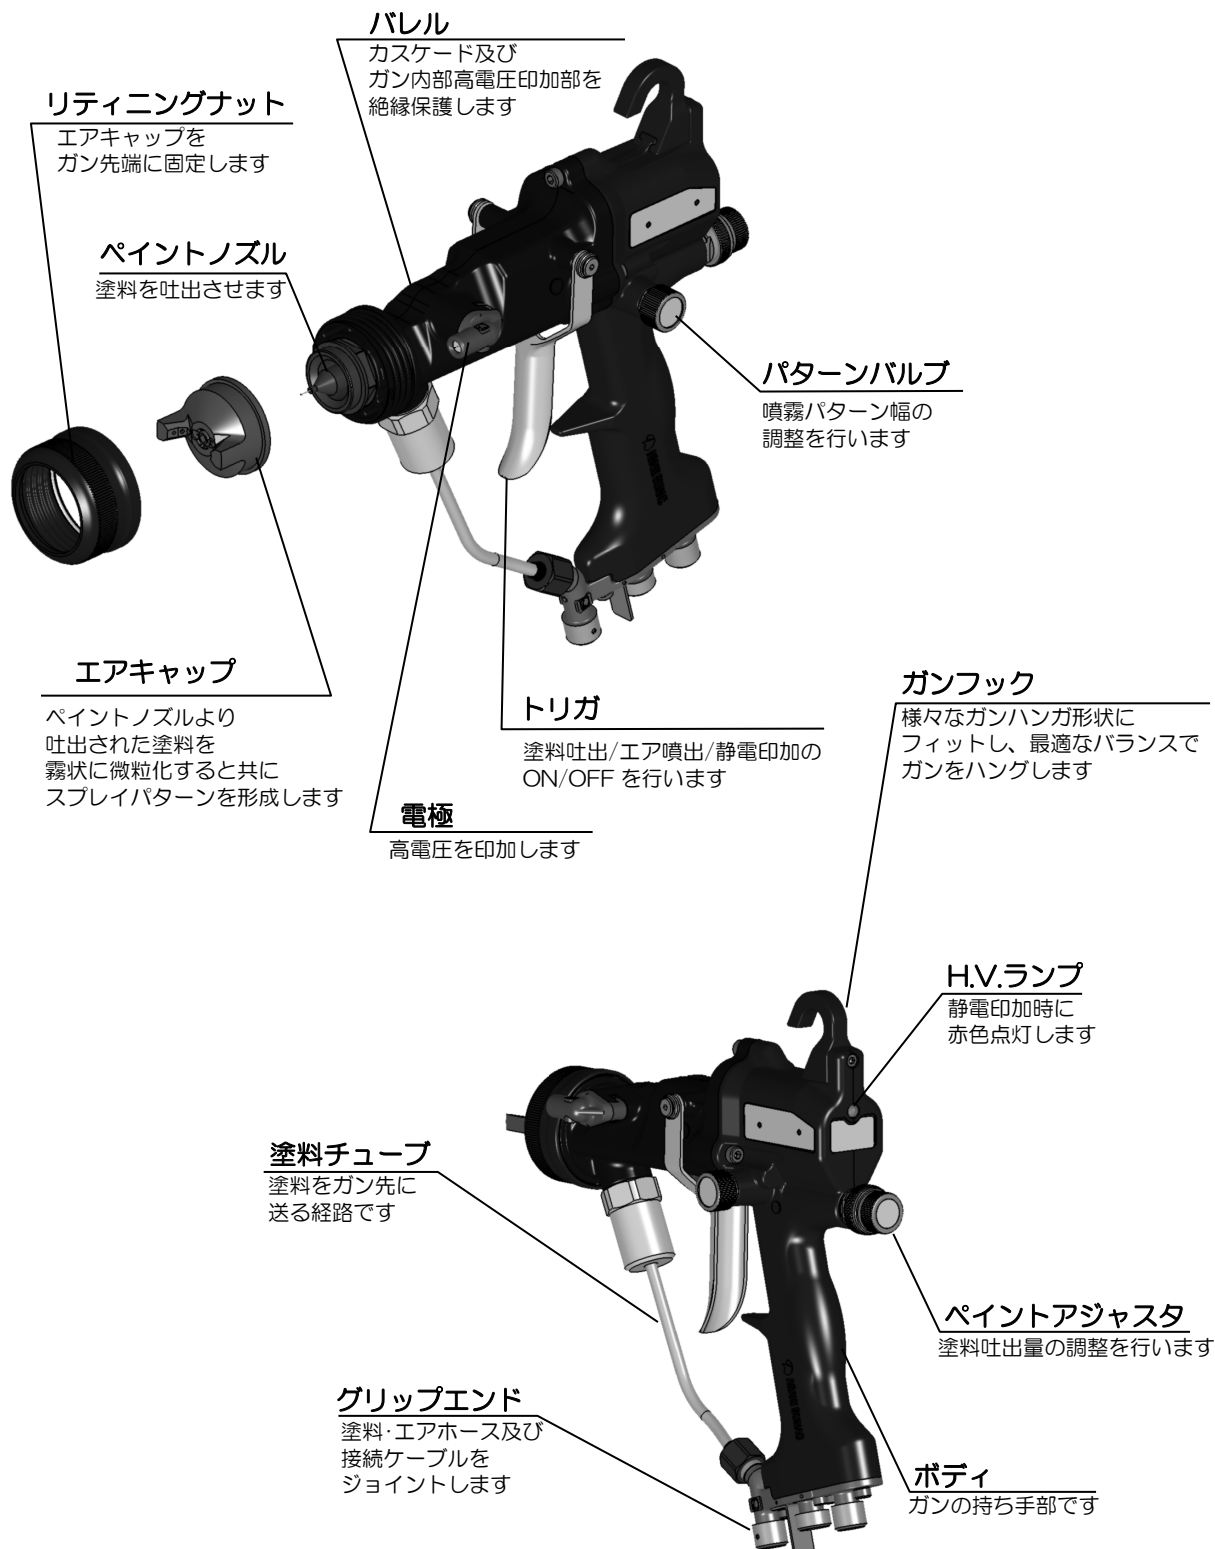 バレル
カスケード及び
ガン内部高電圧印加部を
絶縁保護します
リティニングナット
エアキャップを
ガン先端に固定します
ペイントノズル
塗料を吐出させます
パターンバルブ
噴霧パターン幅の
調整を行います
エアキャップ
ペイントノズルより
吐出された塗料を
霧状に微粒化すると共に
スプレイパターンを形成します
トリガ
塗料吐出/エア噴出/静電印加の
ON/OFF を行います
電極
高電圧を印加します
ガンフック
様々なガンハンガ形状に
フィットし、最適なバランスで
ガンをハングします
H.V.ランプ
静電印加時に
赤色点灯します
塗料チューブ
塗料をガン先に
送る経路です
ペイントアジャスタ
塗料吐出量の調整を行います
グリップエンド
塗料･エアホース及び
接続ケーブルを
ジョイントします
ボディ
ガンの持ち手部です